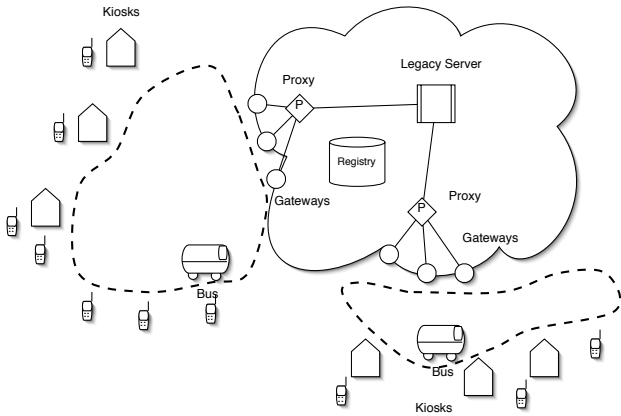 Kiosks
Proxy
Legacy Server
P
Registry
Gateways
Proxy
P
Gateways
Bus
Bus
Kiosks